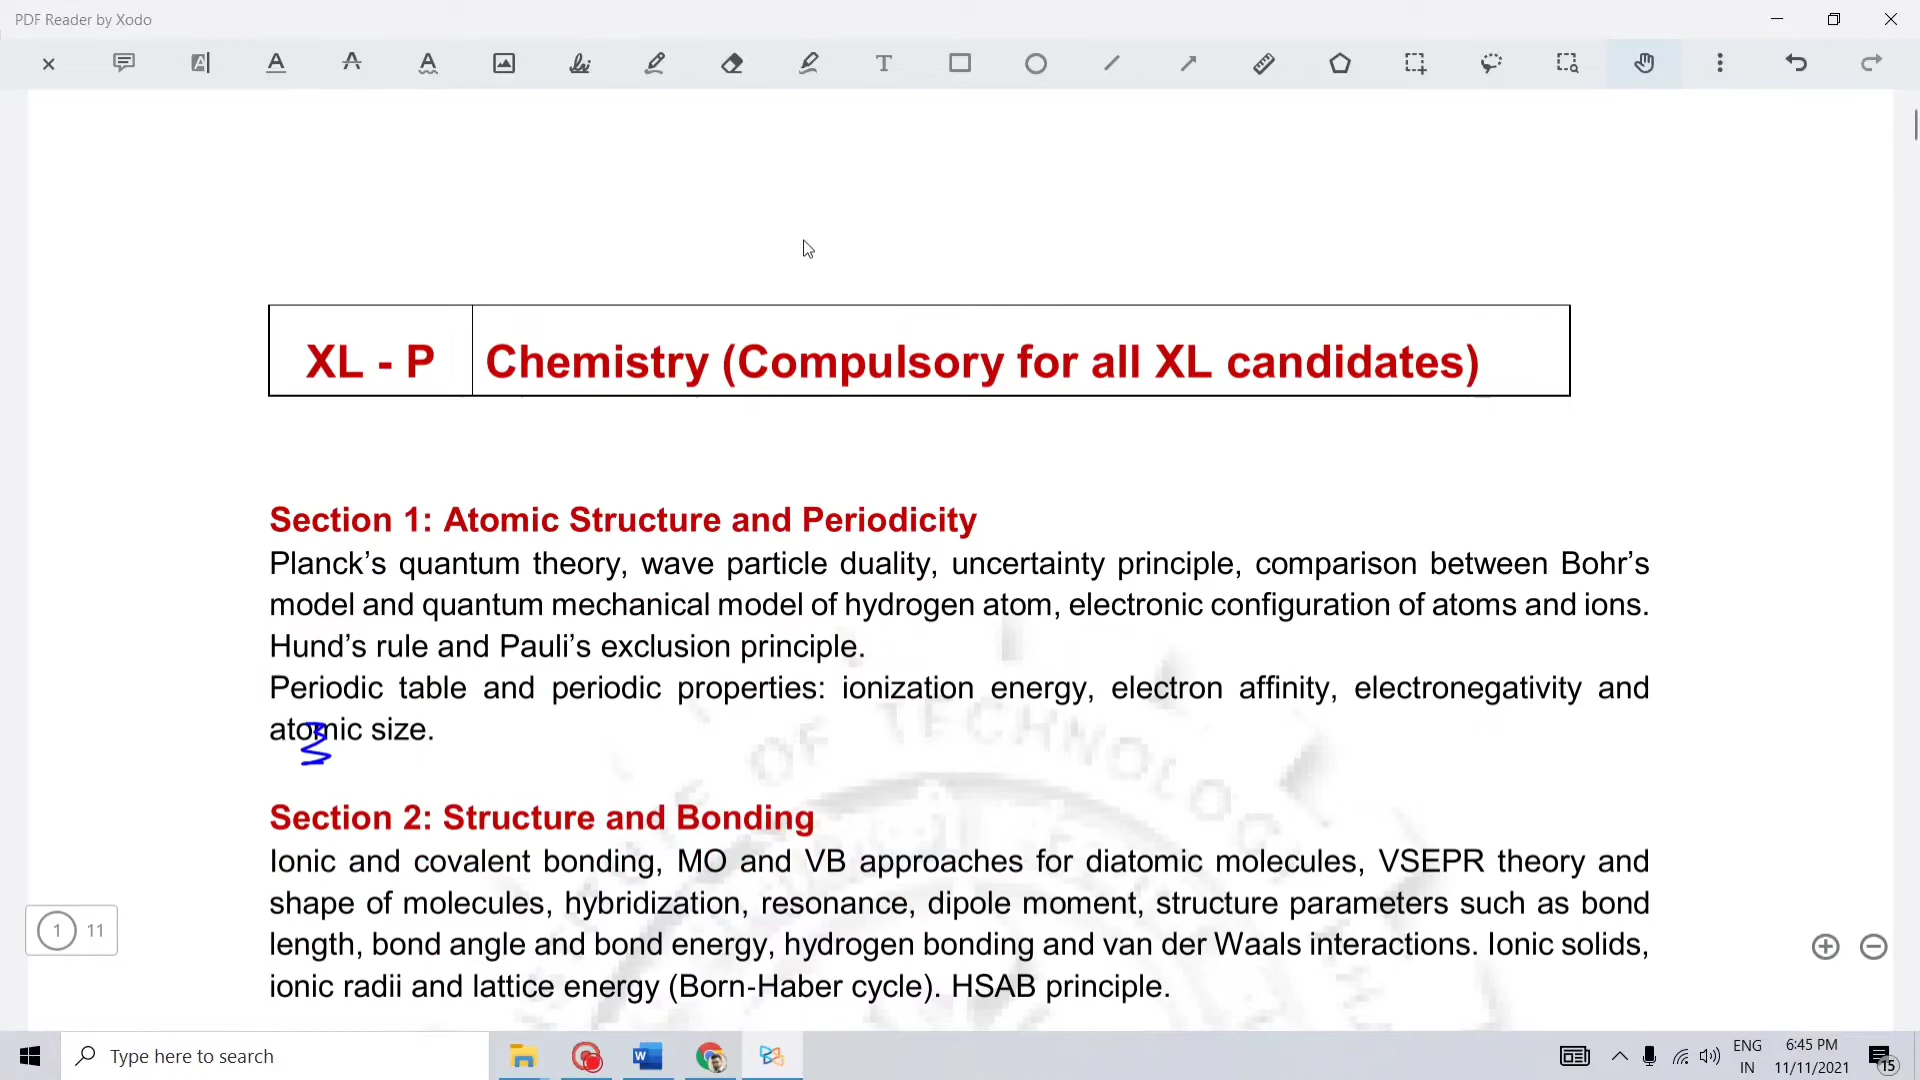 PDF Reader by Xodo
XL - P Chemistry (Compulsory for all XL candidates)
Section 1: Atomic Structure and Periodicity
Planck’s quantum theory, wave particle duality, uncertainty principle, comparison between Bohr’s
model and quantum mechanical model of hydrogen atom, electronic configuration of atoms and ions.
Hund’s rule and Pauli’s exclusion principle.
Periodic table and periodic properties: ionization energy, electron affinity, electronegativity and
atomic size.
OF TECHNOLOG
Section 2: Structure and Bonding
Ionic and covalent bonding, MO and VB approaches for diatomic molecules, VSEPR theory and
shape of molecules, hybridization, resonance, dipole moment, structure parameters such as bond
length, bond angle and bond energy, hydrogen bonding and van der Waals interactions. Ionic solids,
ionic radii and lattice energy (Born-Haber cycle). HSAB principle.
1 11
Type here to search
ENG
IN
6:45 PM
11/11/2021
15